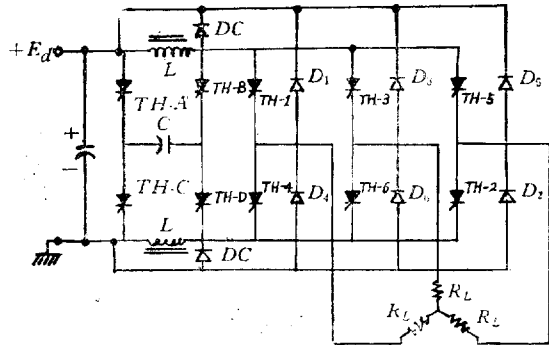 DC
+E_d
L
D_1
D_3
D_5
TH-A
TH-B
TH-1
TH-3
TH-5
C
+
−
TH-C
TH-D
TH-4
D_4
TH-6
D_6
TH-2
D_2
L
DC
R_L
R_L
R_L